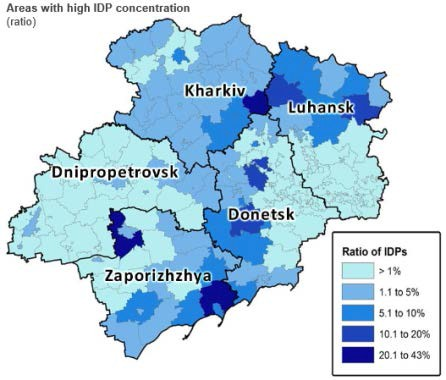 Areas with high IDP concentration
(ratio)
Kharkiv
Luhansk
Dnipropetrovsk
Donetsk
Zaporizhzhya
Ratio of IDPs
> 1%
1.1 to 5%
5.1 to 10%
10.1 to 20%
20.1 to 43%